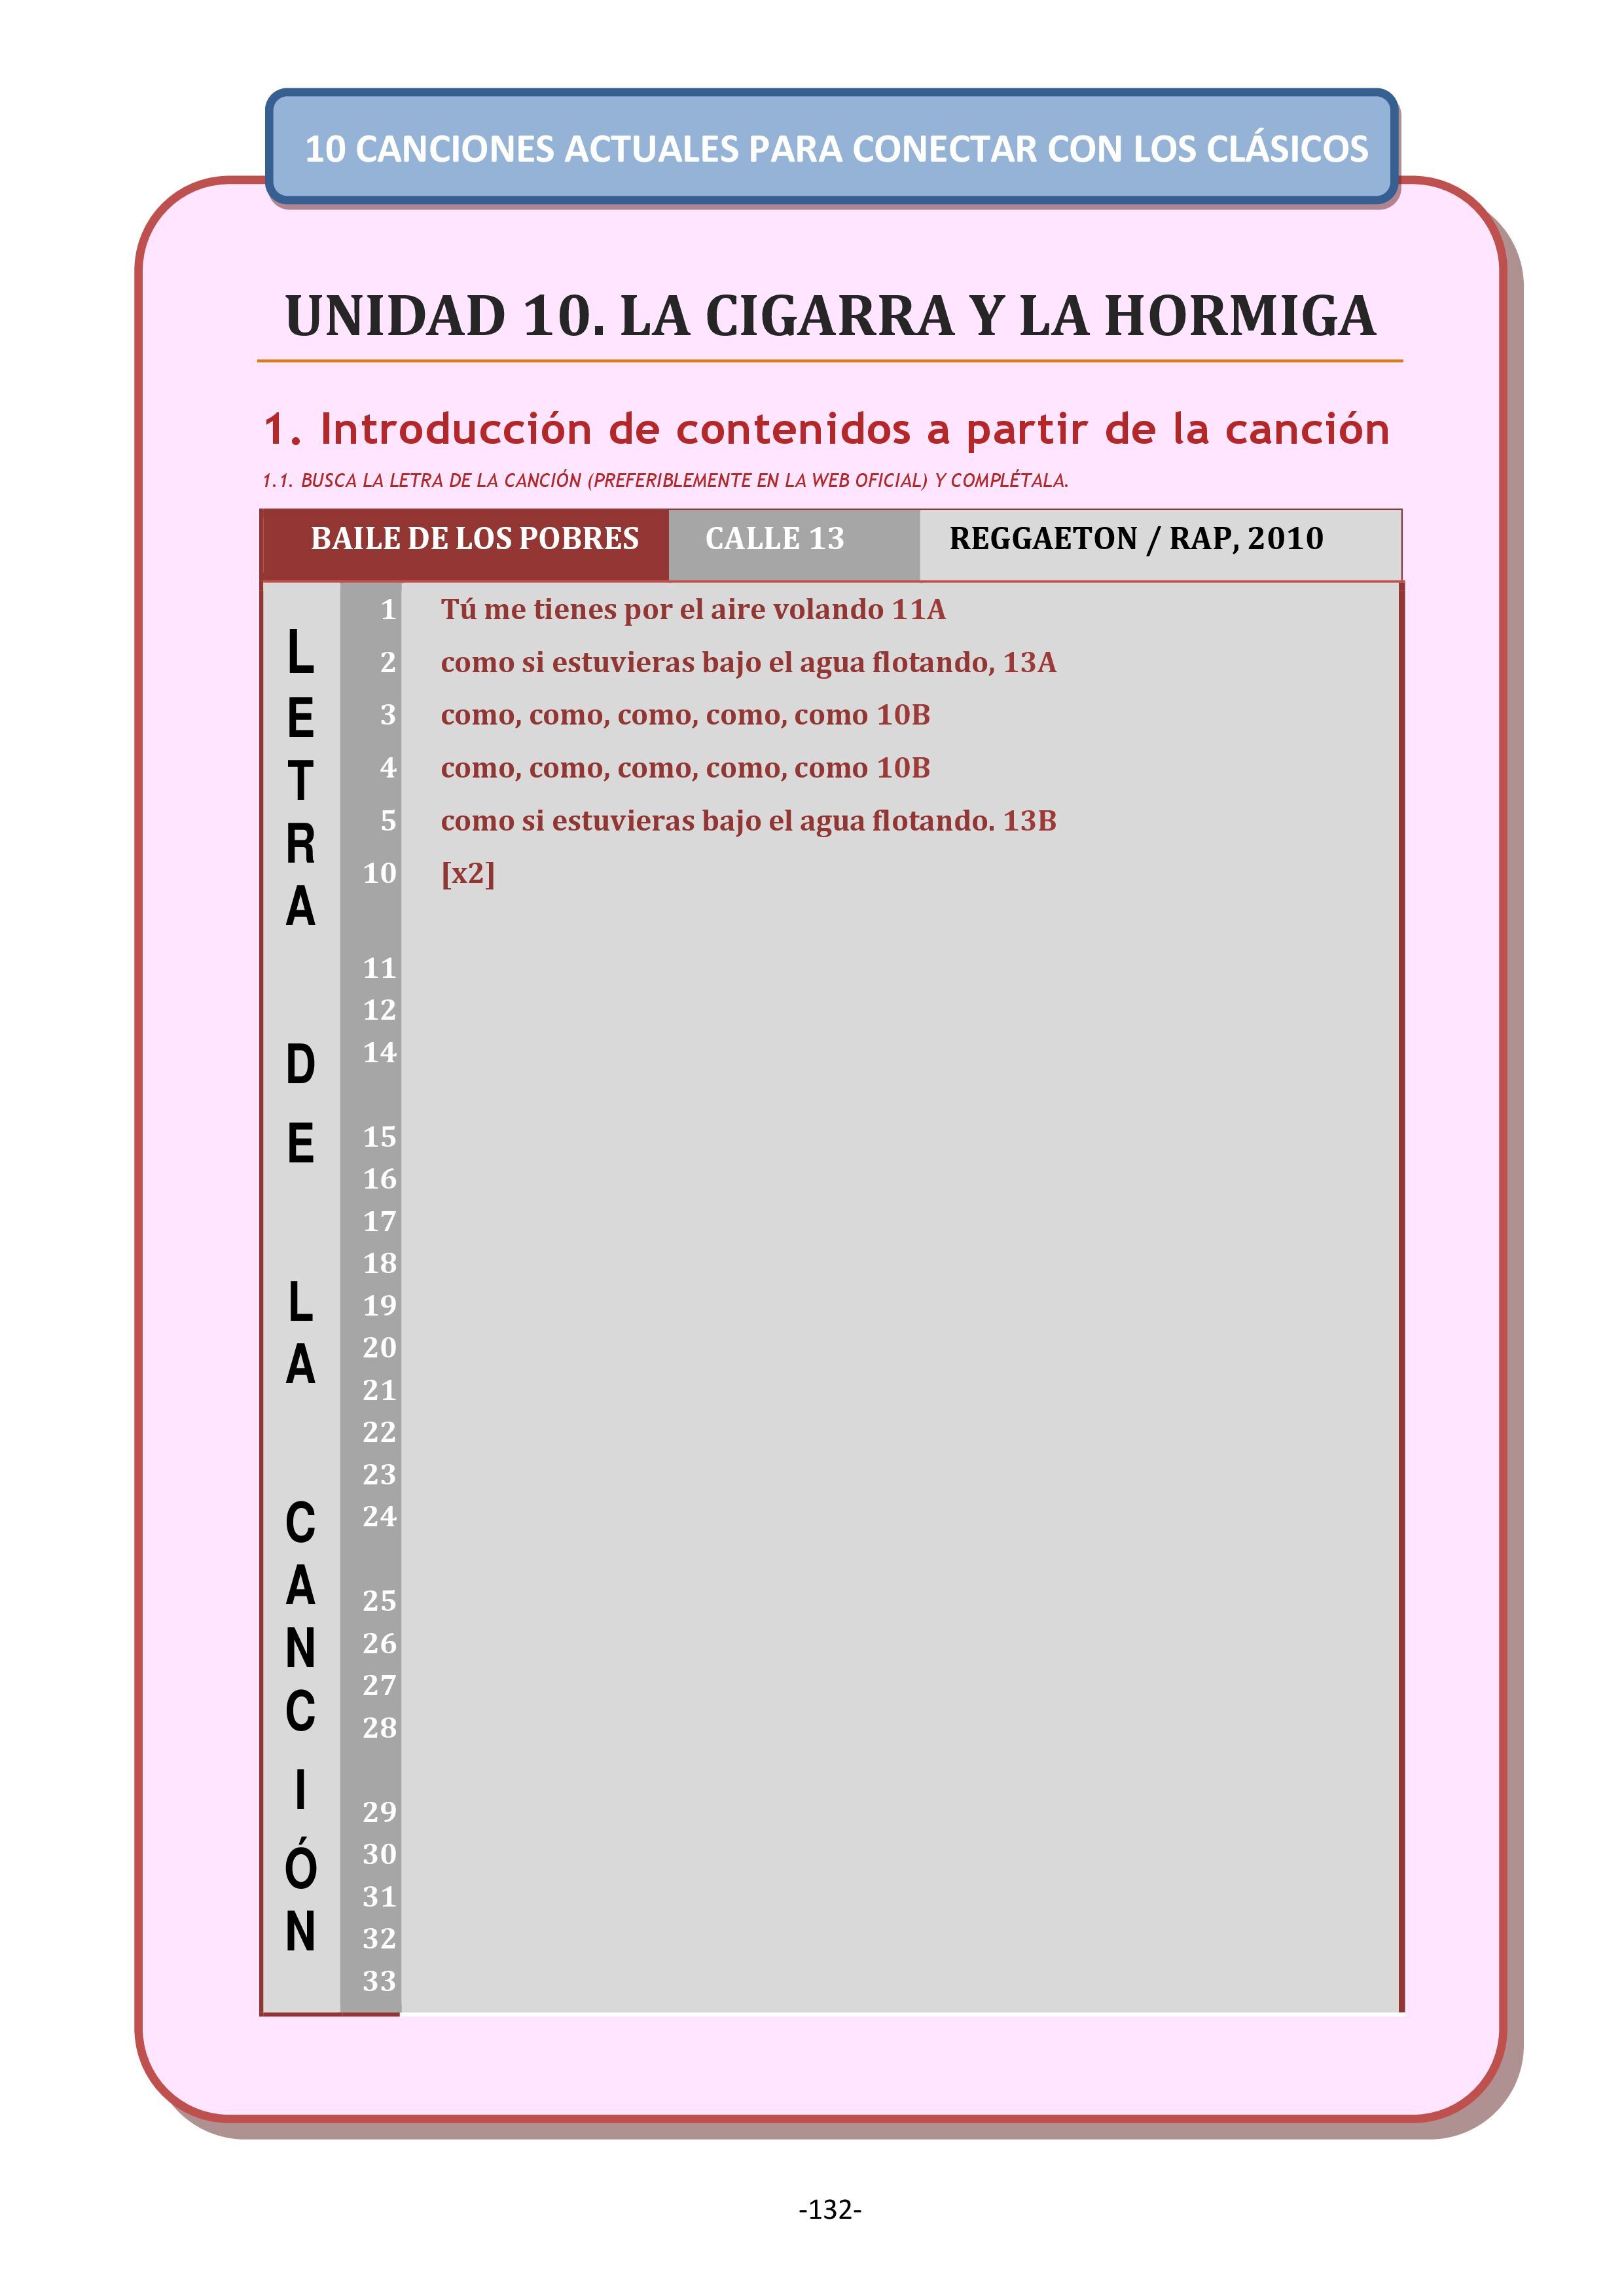 10 CANCIONES ACTUALES PARA CONECTAR CON LOS CLÁSICOS
UNIDAD 10. LA CIGARRA Y LA HORMIGA
1. Introducción de contenidos a partir de la canción
1.1. BUSCA LA LETRA DE LA CANCIÓN (PREFERIBLEMENTE EN LA WEB OFICIAL) Y COMPLÉTALA.
BAILE DE LOS POBRES CALLE 13 REGGAETON / RAP, 2010
LETRA DE LA CANCIÓN
1 Tú me tienes por el aire volando 11A
2 como si estuvieras bajo el agua flotando, 13A
3 como, como, como, como, como 10B
4 como, como, como, como, como 10B
5 como si estuvieras bajo el agua flotando. 13B
10 [x2]
11
12
14
15
16
17
18
19
20
21
22
23
24
25
26
27
28
29
30
31
32
33
-132-